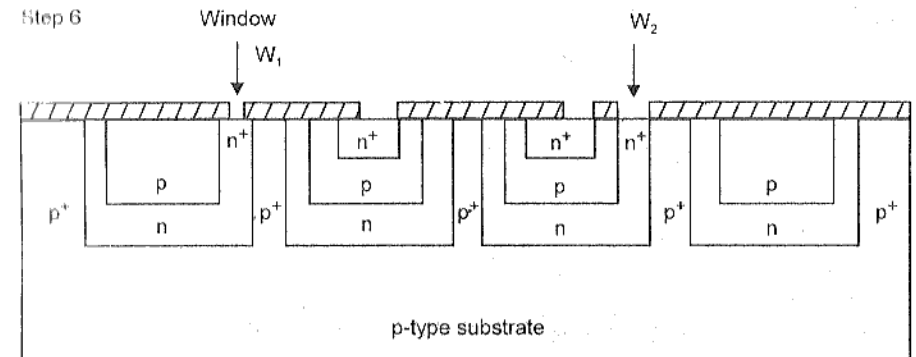 Step 6
Window
W1
W2
n+ n+ n+ n+
p p p p
p+ p+ p+ p+ p+
n n n n
p-type substrate